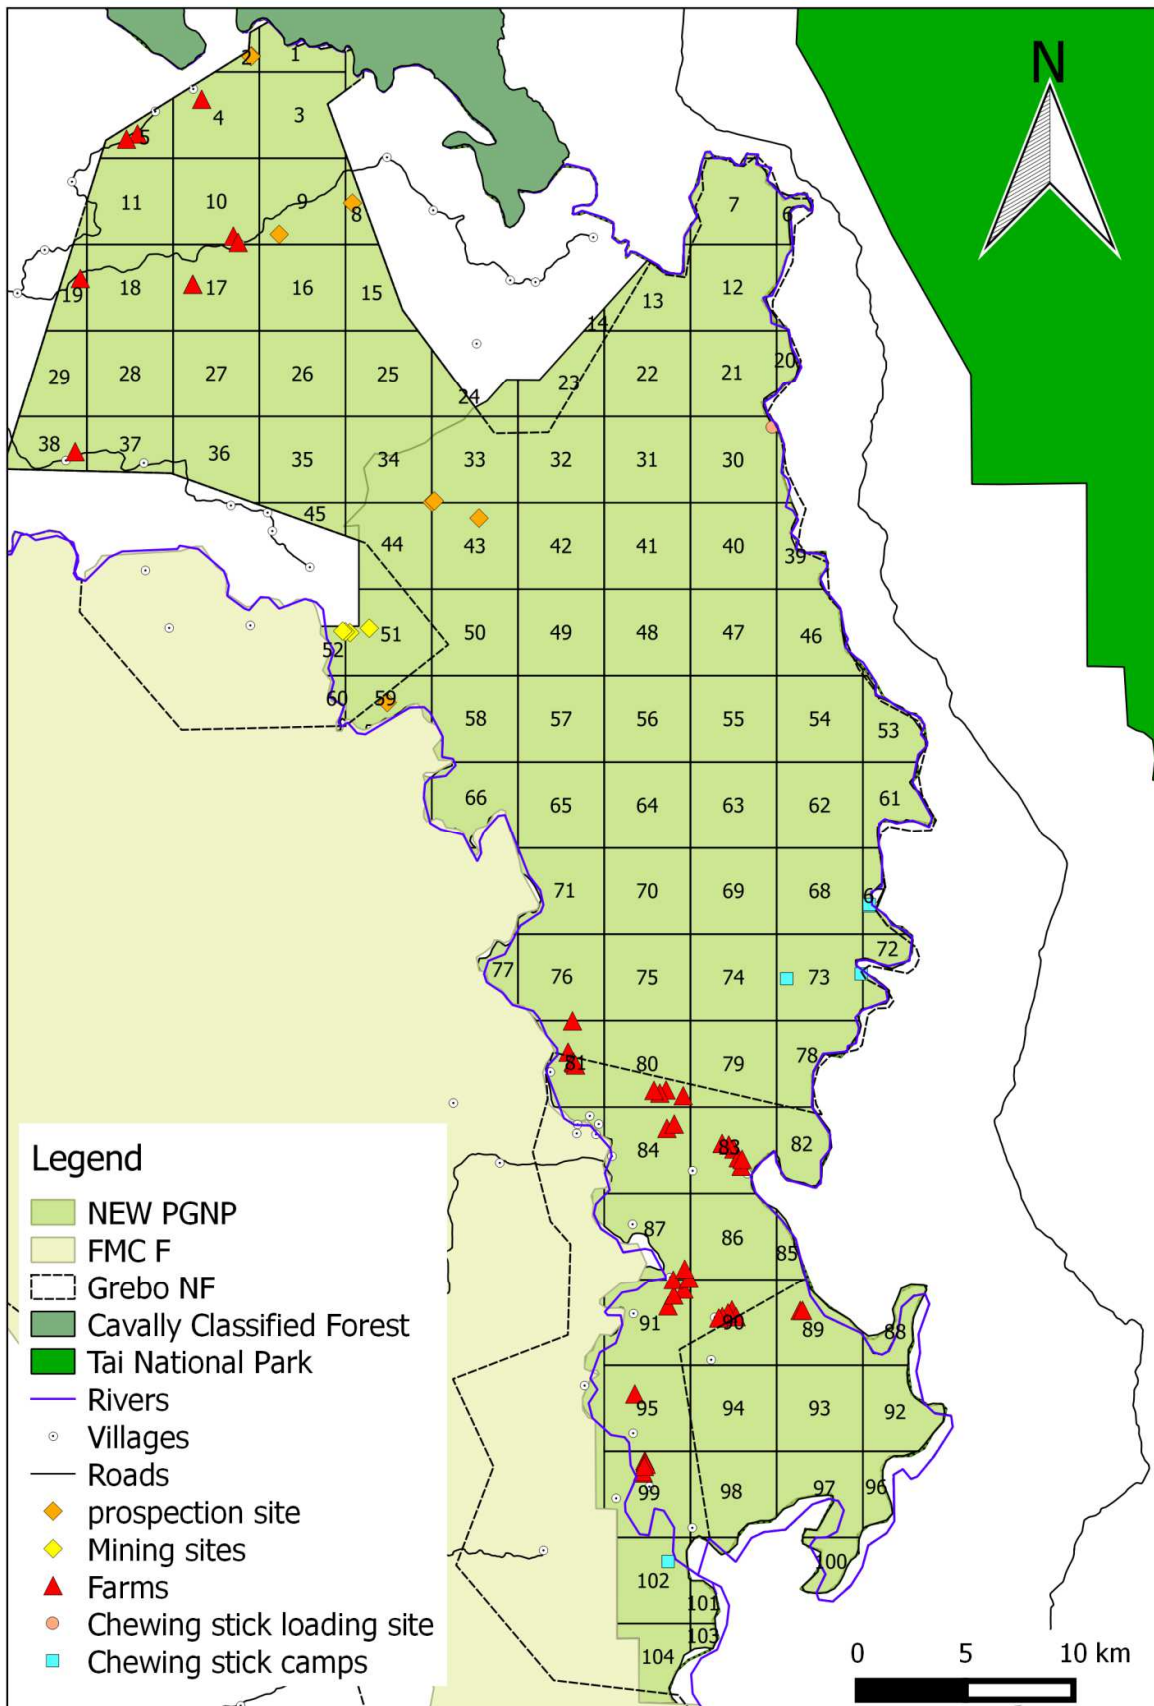 N
2 1
4 3
5
11 10 9 8 7 6
19 18 17 16 15 14 13 12
29 28 27 26 25 24 23 22 21 20
38 37 36 35 34 33 32 31 30
45 44 43 42 41 40 39
52 51 50 49 48 47 46
60 59 58 57 56 55 54 53
66 65 64 63 62 61
71 70 69 68 6
77 76 75 74 73 72
81 80 79 78
84 83 82
87 86 85
91 90 89 88
95 94 93 92
99 98 97 96
102 101 100
104 103
Legend
NEW PGNP
FMC F
Grebo NF
Cavally Classified Forest
Tai National Park
Rivers
Villages
Roads
prospection site
Mining sites
Farms
Chewing stick loading site
Chewing stick camps
0 5 10 km